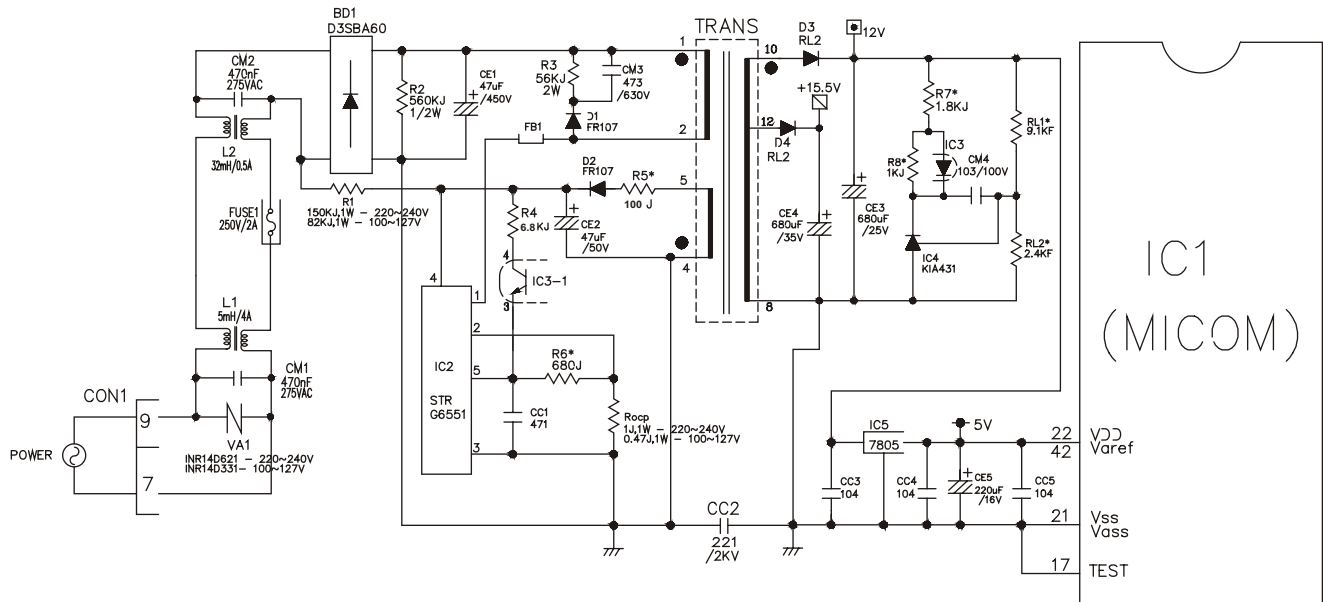 BD1
D3SBA60
CM2
470nF
275VAC
L2
32mH/0.5A
FUSE1
250V/2A
L1
5mH/4A
CM1
470nF
275VAC
CON1
9
7
POWER
VA1
INR14D621 - 220~240V
INR14D331- 100~127V
R2
560KJ
1/2W
CE1
47uF
/450V
R3
56KJ
2W
CM3
473
/630V
D1
FR107
FB1
R1
150KJ,1W - 220~240V
82KJ,1W - 100~127V
D2
FR107
R5*
100 J
R4
6.8KJ
CE2
47uF
/50V
4
IC3-1
3
4
1
2
5
3
IC2
STR
G6551
R6*
680J
CC1
471
Rocp
1J,1W - 220~240V
0.47J,1W - 100~127V
TRANS
1
2
5
4
10
12
8
D3
RL2
12V
+15.5V
D4
RL2
CE4
680uF
/35V
CE3
680uF
/25V
R7*
1.8KJ
R8*
1KJ
IC3
CM4
103/100V
RL1*
9.1KF
RL2*
2.4KF
IC4
KIA431
CC2
221
/2KV
IC5
7805
5V
CC3
104
CC4
104
CE5
220uF
/16V
CC5
104
IC1
(MICOM)
22
42
VDD
Varef
21
Vss
Vass
17
TEST